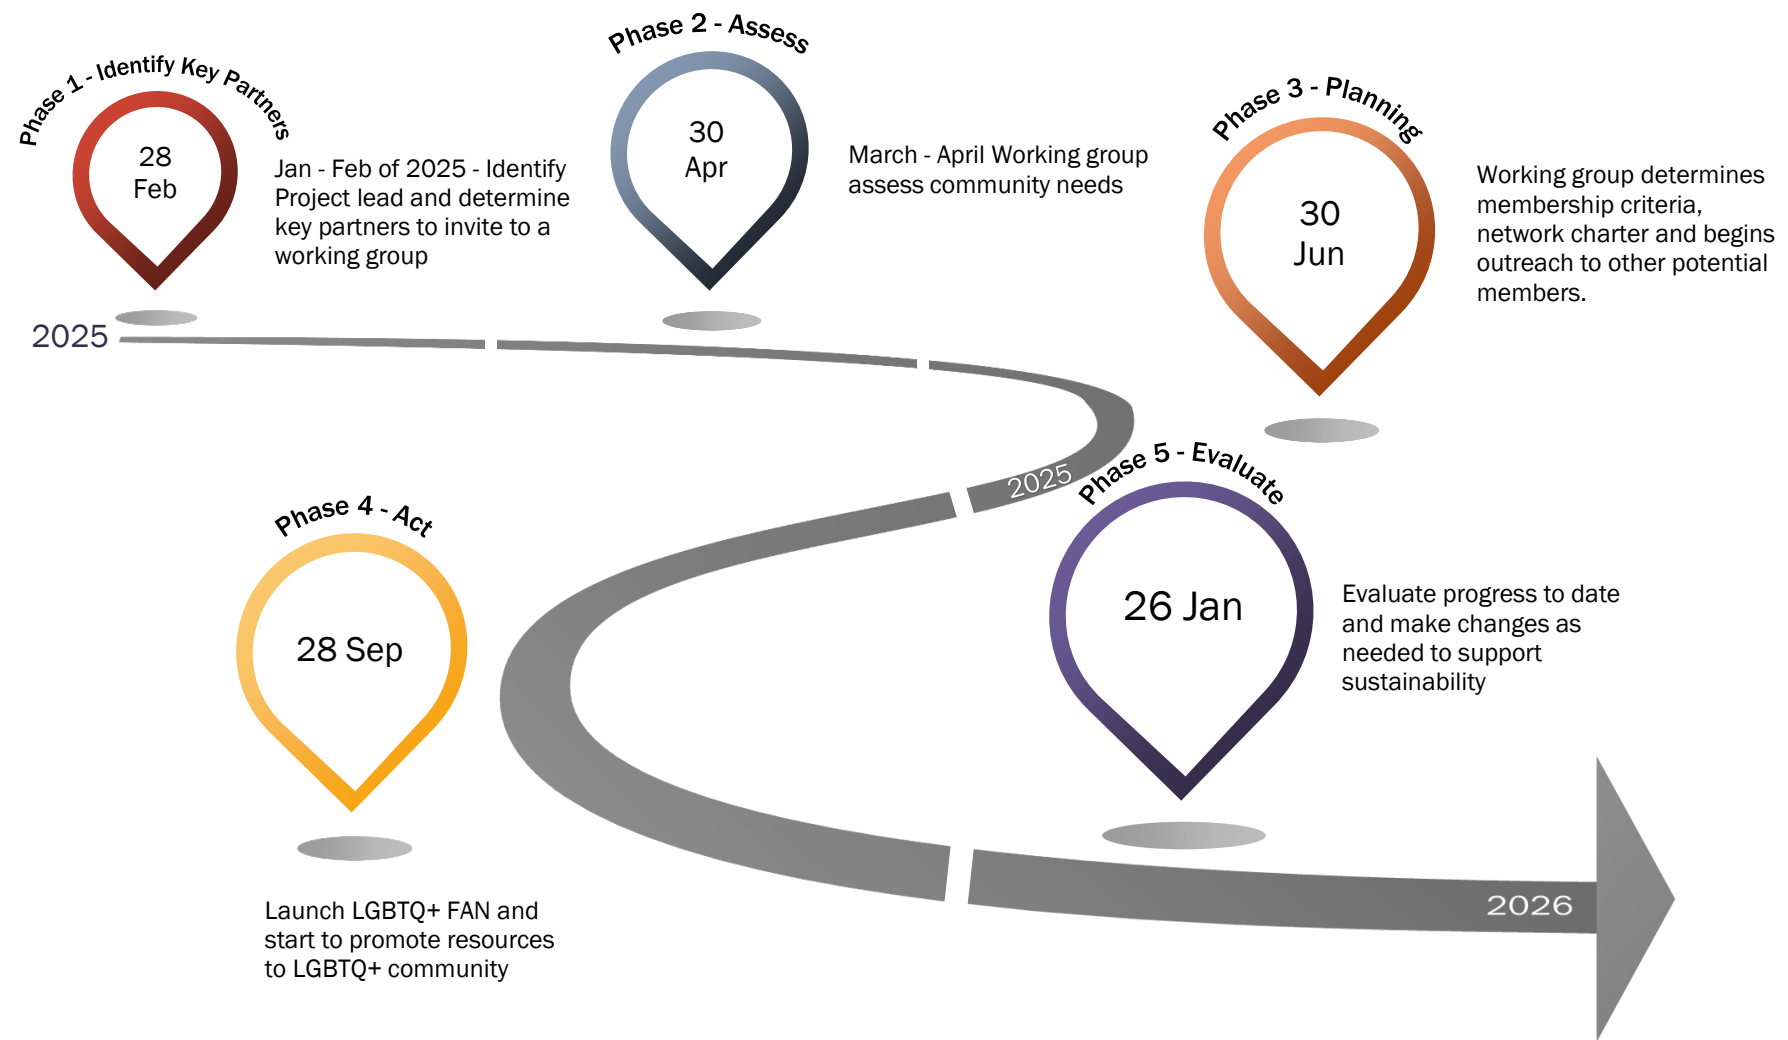 Phase 1 - Identify Key Partners
28
Feb
Jan - Feb of 2025 - Identify
Project lead and determine
key partners to invite to a
working group
Phase 2 - Assess
30
Apr
March - April Working group
assess community needs
Phase 3 - Planning
30
Jun
Working group determines
membership criteria,
network charter and begins
outreach to other potential
members.
2025
2025
Phase 4 - Act
28 Sep
Launch LGBTQ+ FAN and
start to promote resources
to LGBTQ+ community
Phase 5 - Evaluate
26 Jan
Evaluate progress to date
and make changes as
needed to support
sustainability
2026